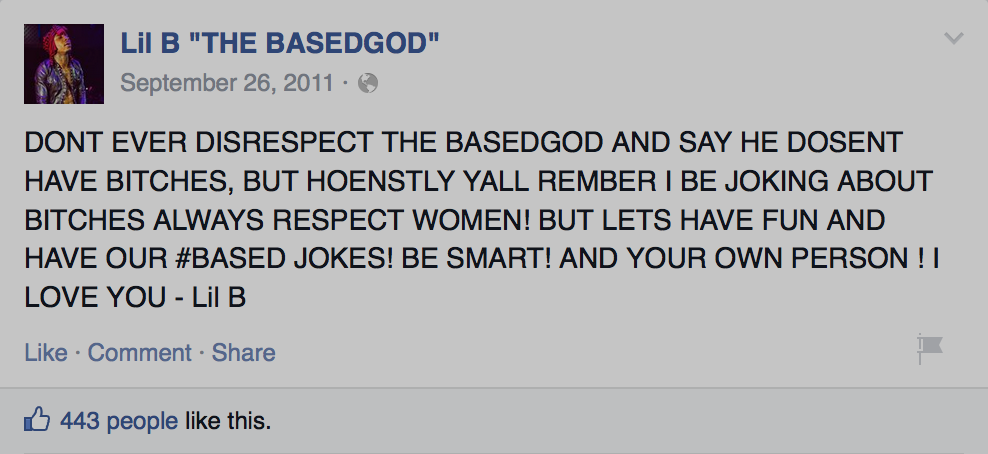 Lil B "THE BASEDGOD"
September 26, 2011 ·
DONT EVER DISRESPECT THE BASEDGOD AND SAY HE DOSENT
HAVE BITCHES, BUT HOENSTLY YALL REMBER I BE JOKING ABOUT
BITCHES ALWAYS RESPECT WOMEN! BUT LETS HAVE FUN AND
HAVE OUR #BASED JOKES! BE SMART! AND YOUR OWN PERSON ! I
LOVE YOU - Lil B
Like · Comment · Share
443 people like this.